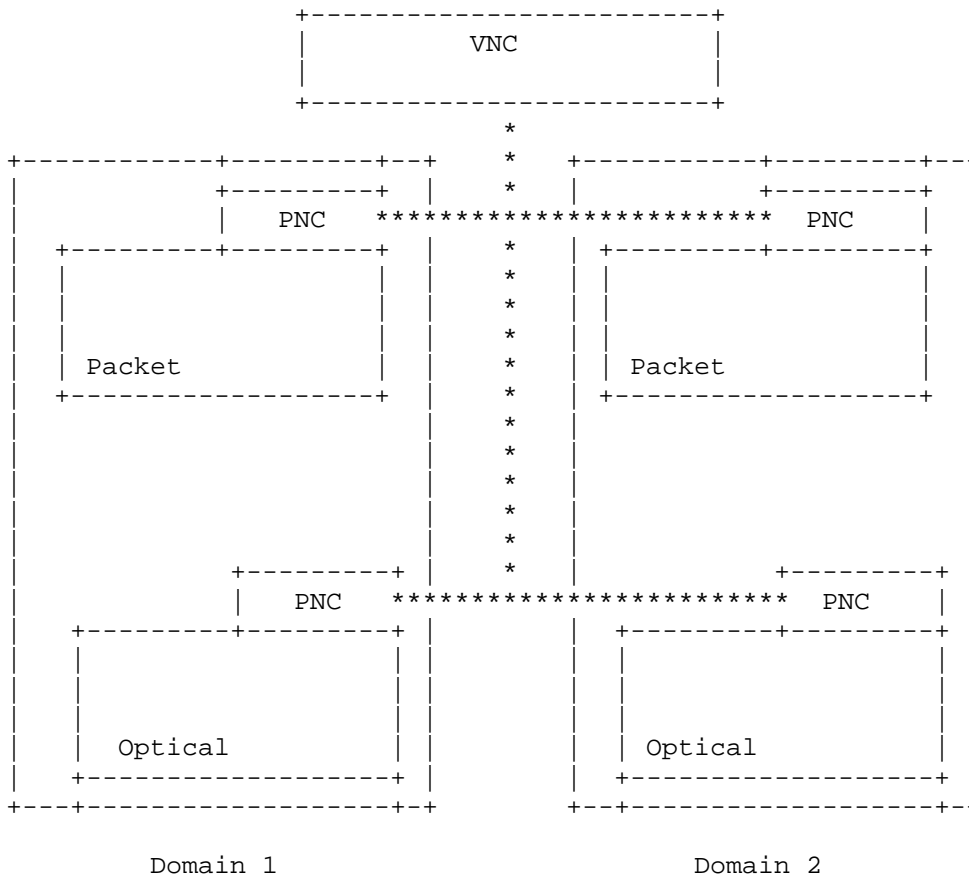 VNC
PNC PNC
Packet Packet
PNC PNC
Optical Optical
Domain 1 Domain 2